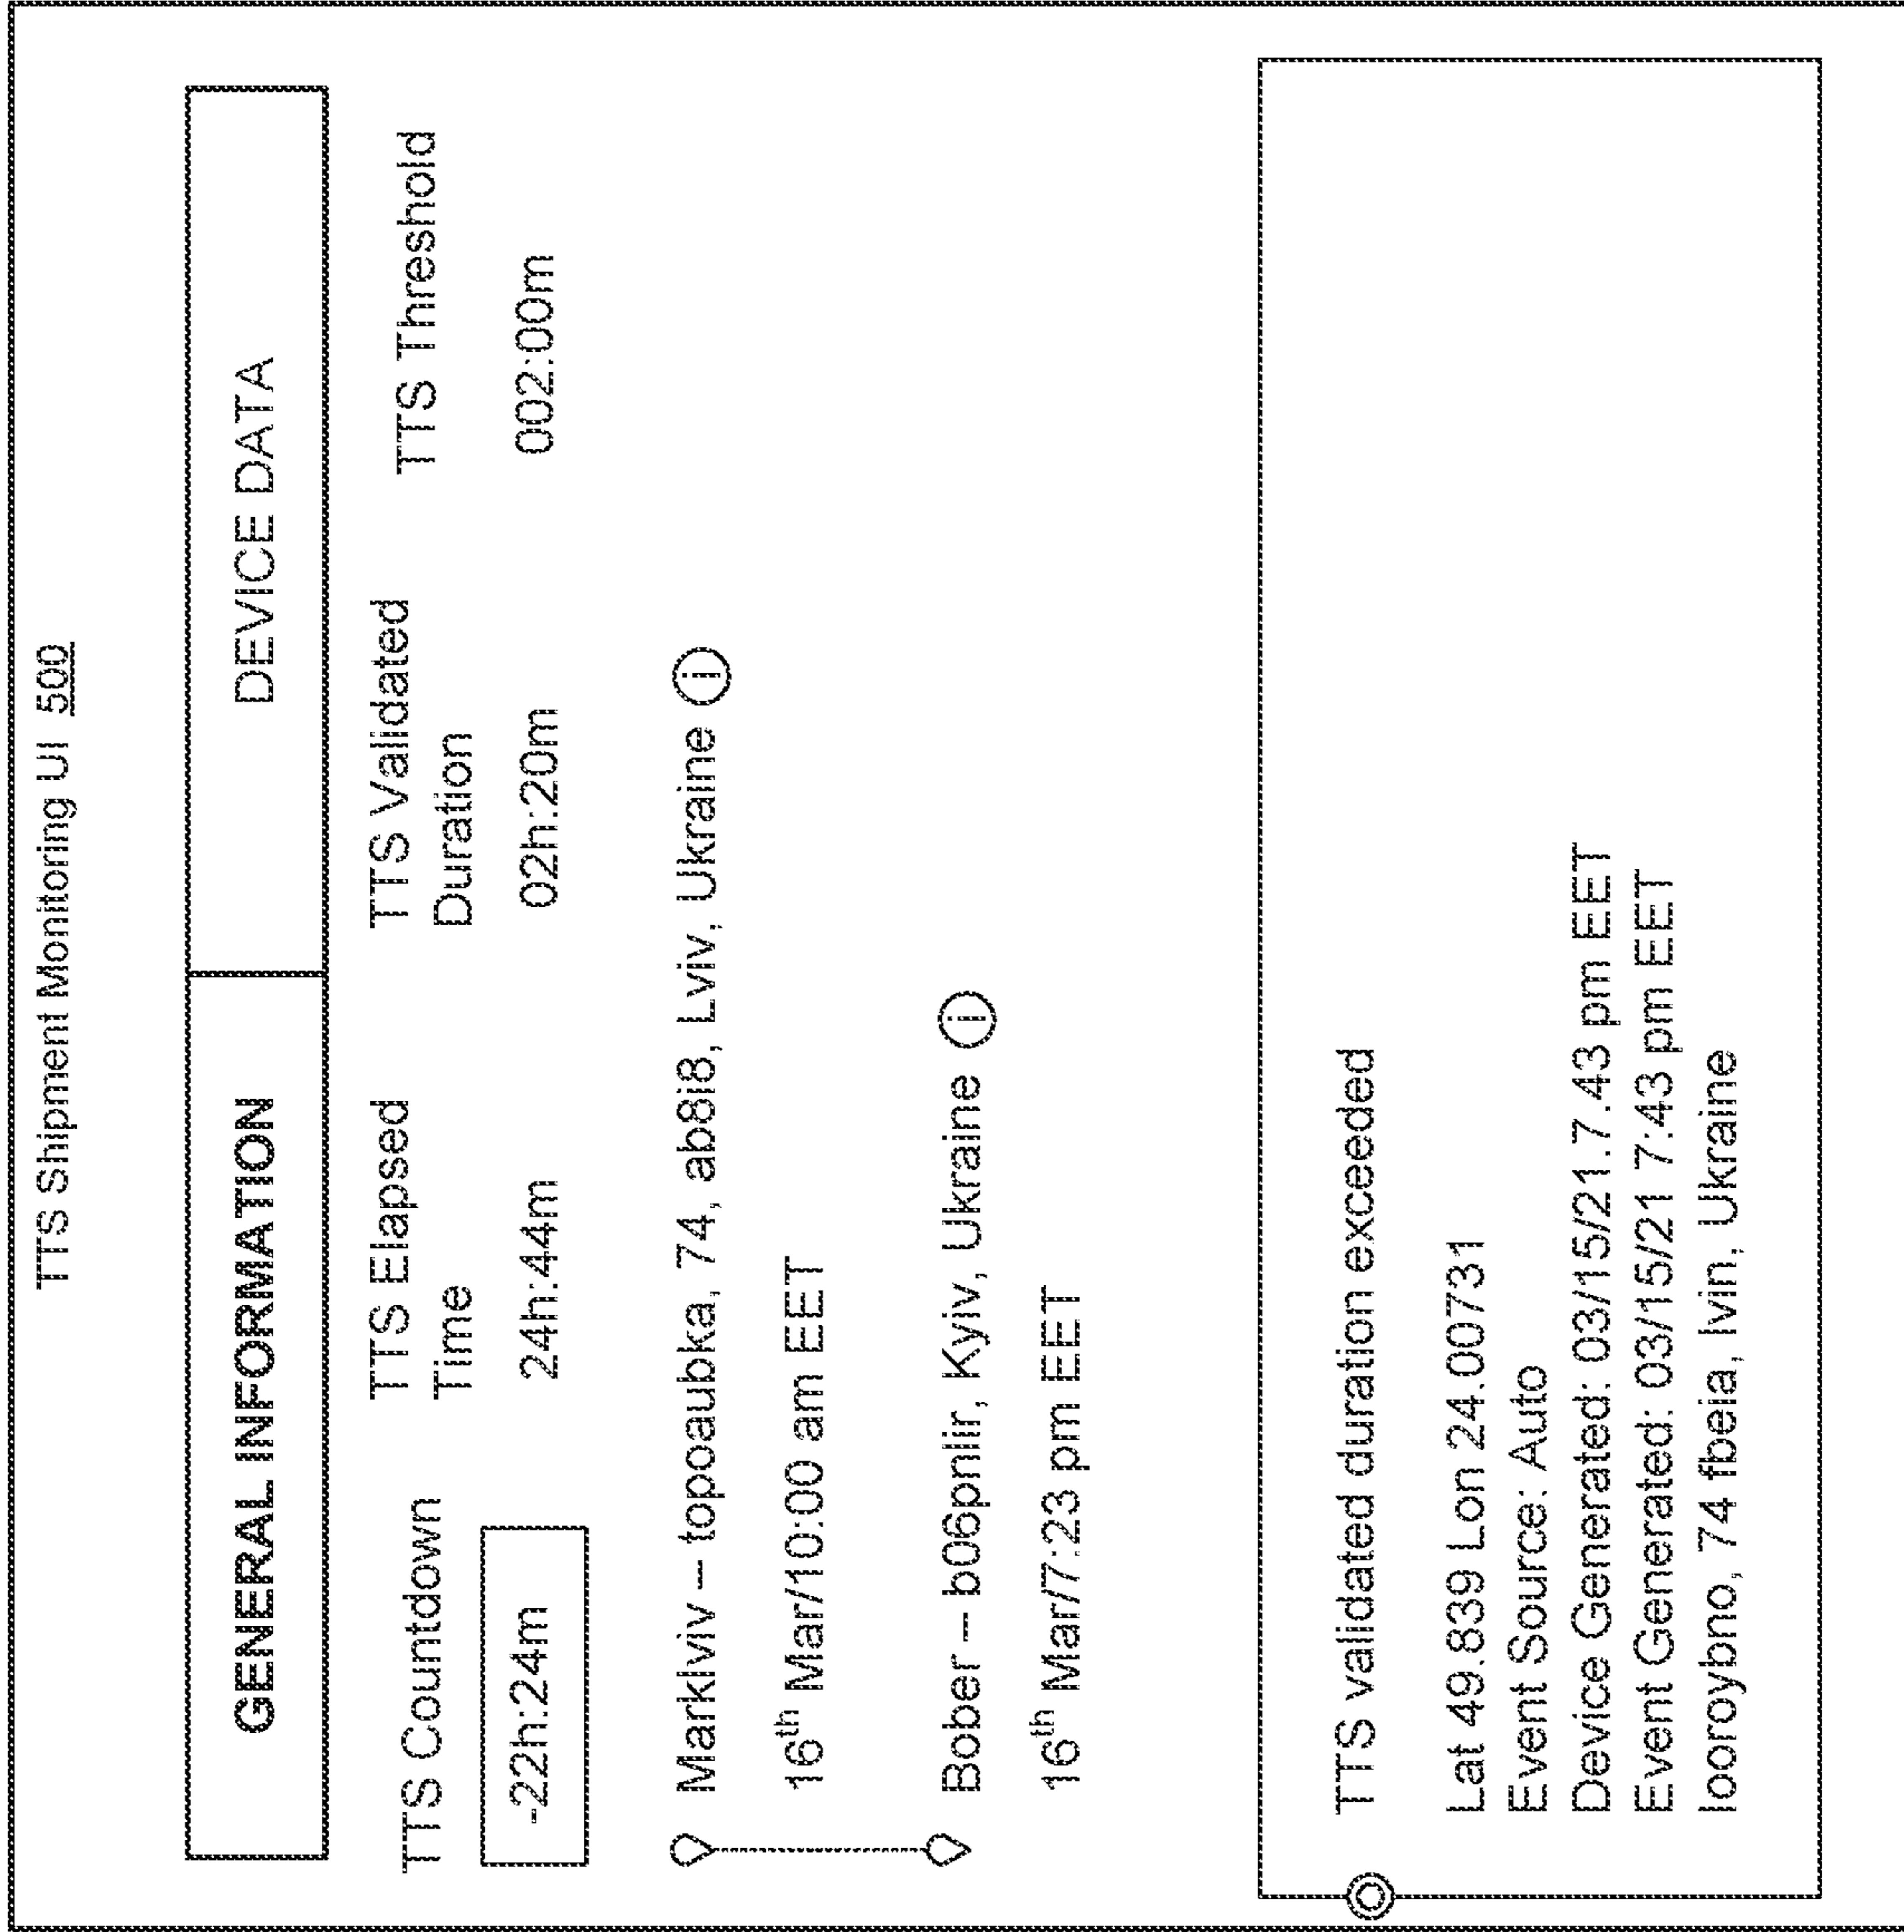 TTS Shipment Monitoring UI 500
GENERAL INFORMATION
DEVICE DATA
TTS Countdown
-22h:24m
TTS Elapsed
Time
24h:44m
TTS Validated
Duration
02h:20m
TTS Threshold
002:00m
Markiviv – topoaubka, 74, ab8i8, Lviv, Ukraine i
16th Mar/10:00 am EET
Bober – b06pnlir, Kyiv, Ukraine i
16th Mar/7:23 pm EET
TTS validated duration exceeded
Lat 49.839 Lon 24.00731
Event Source: Auto
Device Generated: 03/15/21.7.43 pm EET
Event Generated: 03/15/21 7:43 pm EET
looroybno, 74 fbeia, lvin, Ukraine